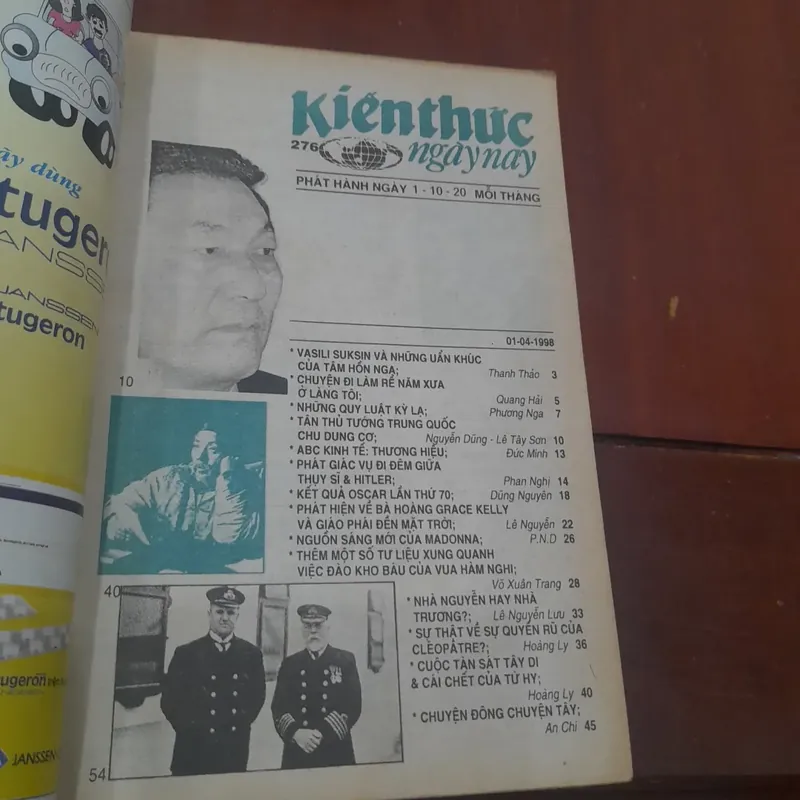 ãy dùng
tugeron
JANSSEN
JANSSEN
tugeron
ugeron
JANSSEN
Kiến thức
276
ngày nay
PHÁT HÀNH NGÀY 1 - 10 - 20 MỖI THÁNG
01-04-1998
* VASILI SUKSIN VÀ NHỮNG UẨN KHÚC
CỦA TÂM HỒN NGA; Thanh Thảo 3
* CHUYỆN ĐI LÀM RỂ NĂM XƯA
Ở LÀNG TÔI; Quang Hải 5
* NHỮNG QUY LUẬT KỲ LẠ; Phương Nga 7
* TÂN THỦ TƯỚNG TRUNG QUỐC
CHU DUNG CƠ; Nguyễn Dũng - Lê Tây Sơn 10
* ABC KINH TẾ: THƯƠNG HIỆU; Đức Minh 13
* PHÁT GIÁC VỤ ĐI ĐÊM GIỮA
THỤY SĨ & HITLER; Phan Nghị 14
* KẾT QUẢ OSCAR LẦN THỨ 70; Dũng Nguyên 18
* PHÁT HIỆN VỀ BÀ HOÀNG GRACE KELLY
VÀ GIÁO PHÁI ĐỀN MẶT TRỜI; Lê Nguyễn 22
* NGUỒN SÁNG MỚI CỦA MADONNA; P.N.D 26
* THÊM MỘT SỐ TƯ LIỆU XUNG QUANH
VIỆC ĐÀO KHO BÁU CỦA VUA HÀM NGHI;
Võ Xuân Trang 28
* NHÀ NGUYỄN HAY NHÀ
TRƯƠNG?; Lê Nguyễn Lưu 33
* SỰ THẬT VỀ SỰ QUYẾN RŨ CỦA
CLÉOPÂTRE?; Hoàng Ly 36
* CUỘC TÀN SÁT TÂY DI
& CÁI CHẾT CỦA TỪ HY;
Hoàng Ly 40
* CHUYỆN ĐÔNG CHUYỆN TÂY;
An Chi 45
10
40
54